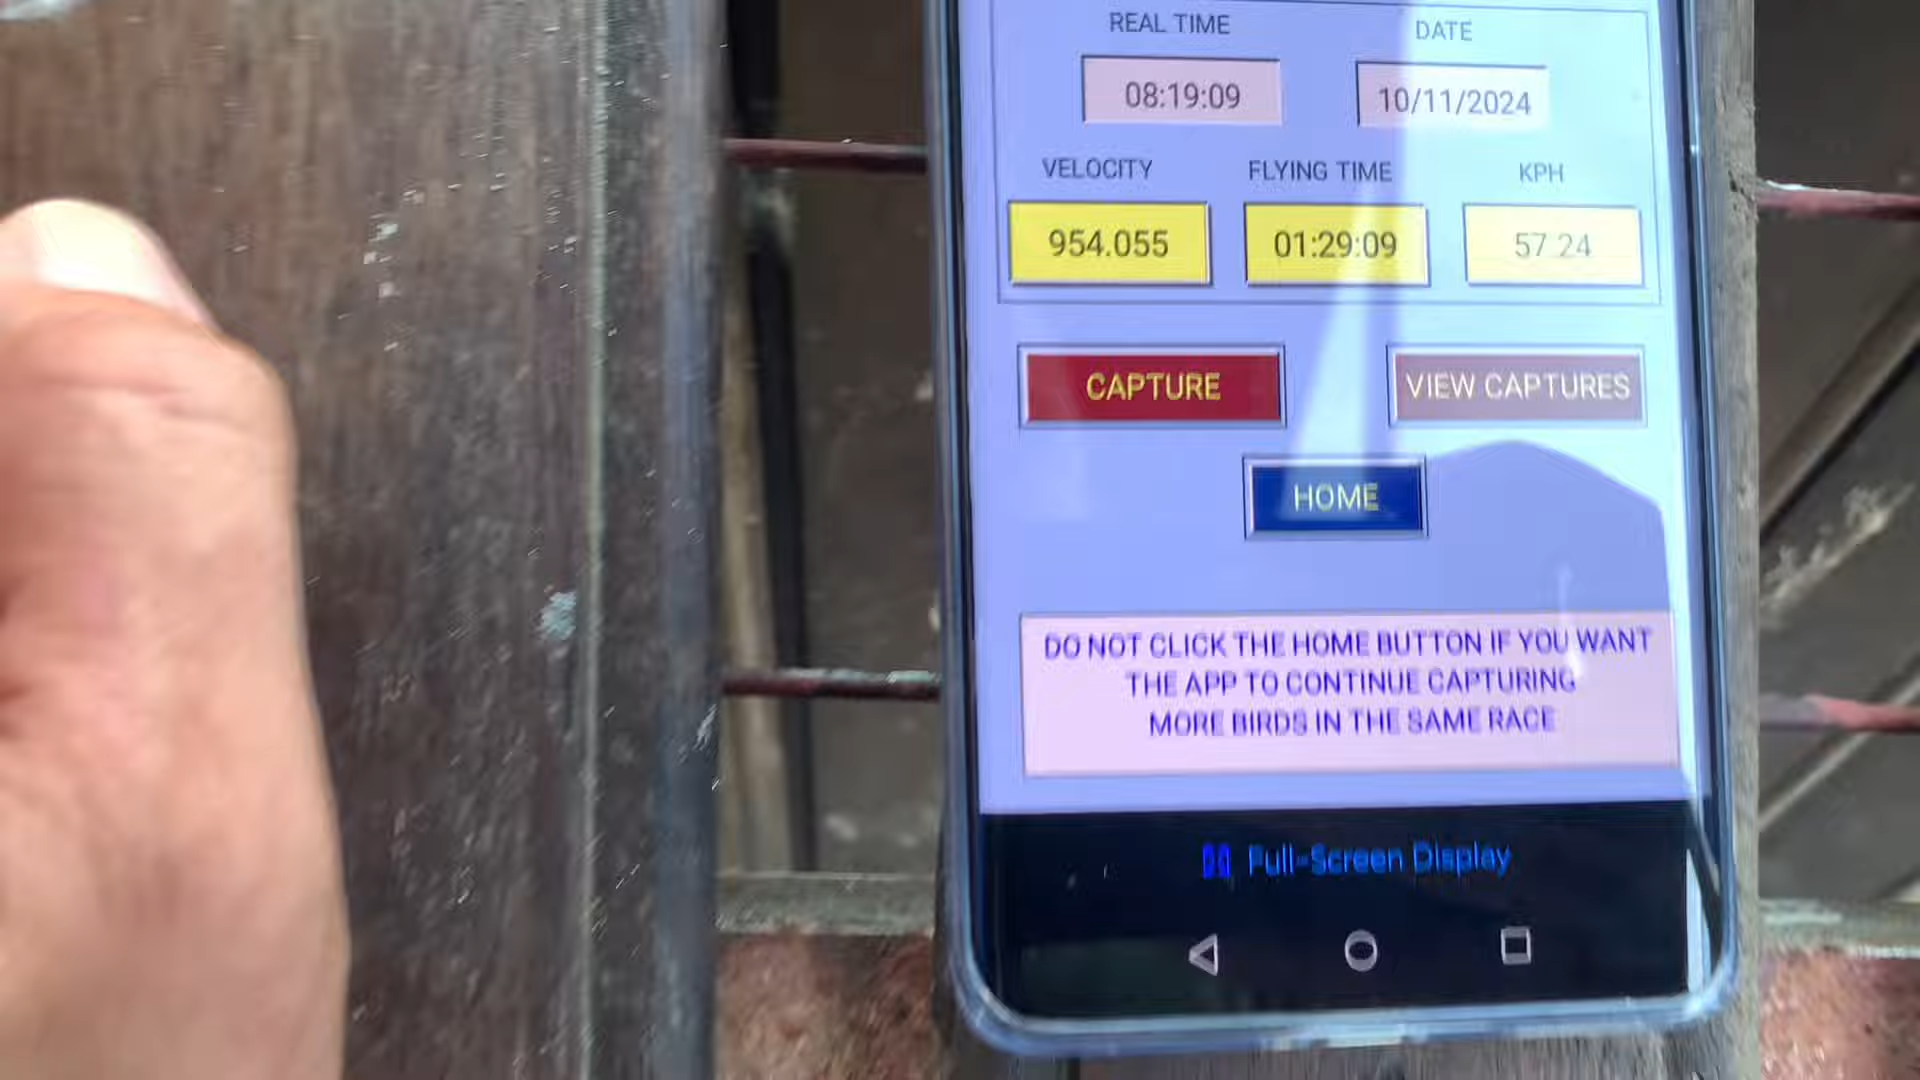 REAL TIME DATE
08:19:09 10/11/2024
VELOCITY FLYING TIME KPH
954.055 01:29:09 57.24
CAPTURE VIEW CAPTURES
HOME
DO NOT CLICK THE HOME BUTTON IF YOU WANT
THE APP TO CONTINUE CAPTURING
MORE BIRDS IN THE SAME RACE
Full-Screen Display